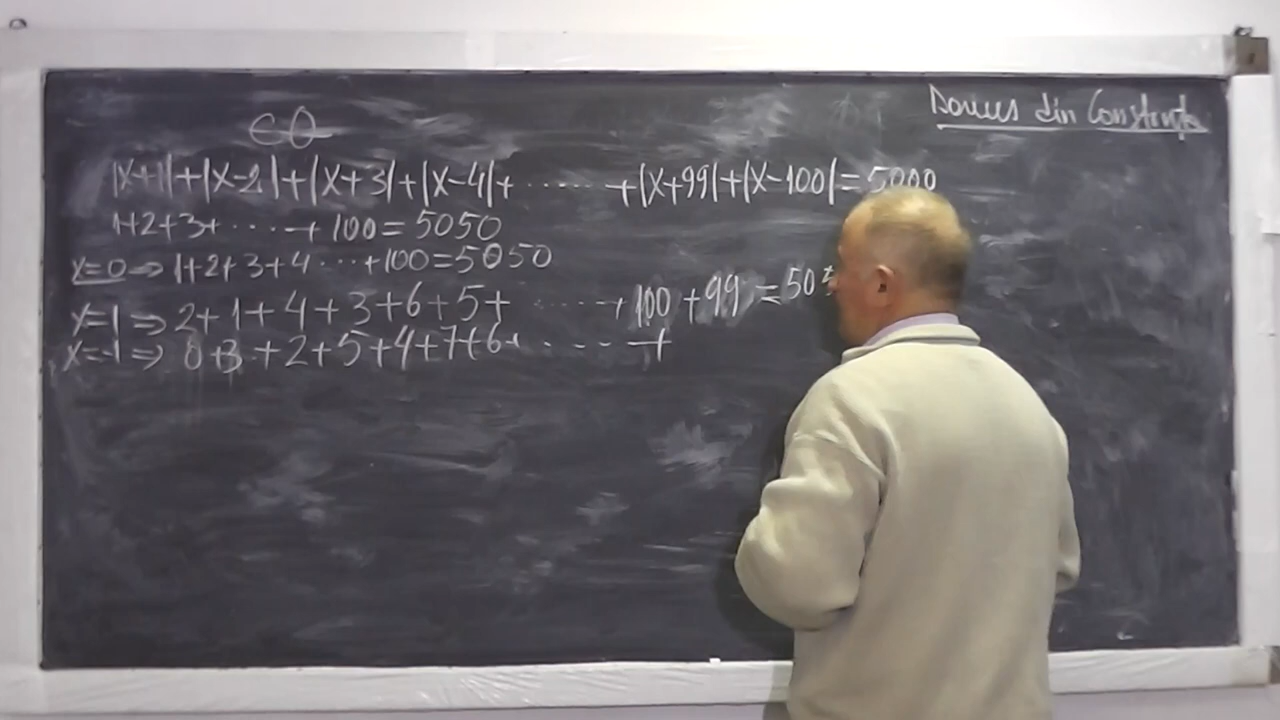 Darius din Constanța
|x+1|+|x-2|+|x+3|+|x-4|+ ...... +|x+99|+|x-100|=5000
1+2+3+ ..... + 100=5050
x=0⇒1+2+3+4 ... +100=5050
x=1⇒2+1+4+3+6+5+ ...... +100+99=505
x=-1⇒0+3+2+5+4+7+6+ ..... +